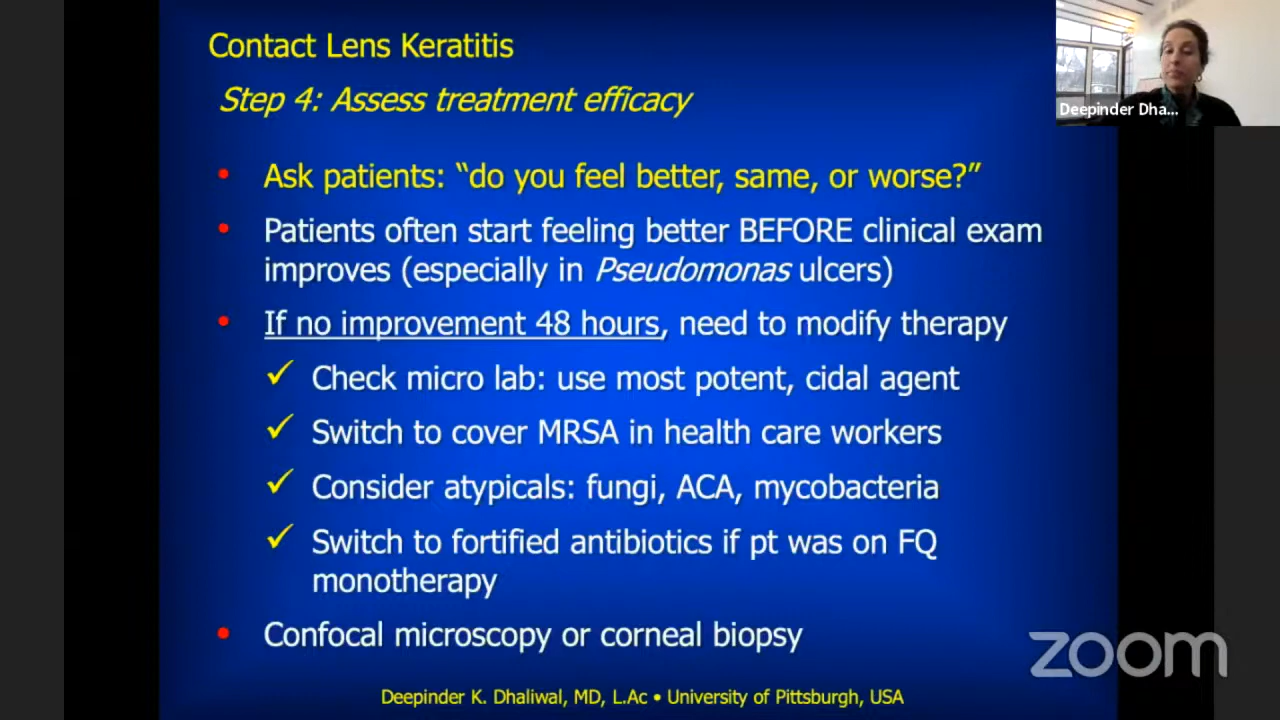 Contact Lens Keratitis
Step 4: Assess treatment efficacy
Deepinder Dha...
• Ask patients: “do you feel better, same, or worse?”
• Patients often start feeling better BEFORE clinical exam
improves (especially in Pseudomonas ulcers)
• If no improvement 48 hours, need to modify therapy
✓ Check micro lab: use most potent, cidal agent
✓ Switch to cover MRSA in health care workers
✓ Consider atypicals: fungi, ACA, mycobacteria
✓ Switch to fortified antibiotics if pt was on FQ
monotherapy
• Confocal microscopy or corneal biopsy
zoom
Deepinder K. Dhaliwal, MD, L.Ac • University of Pittsburgh, USA